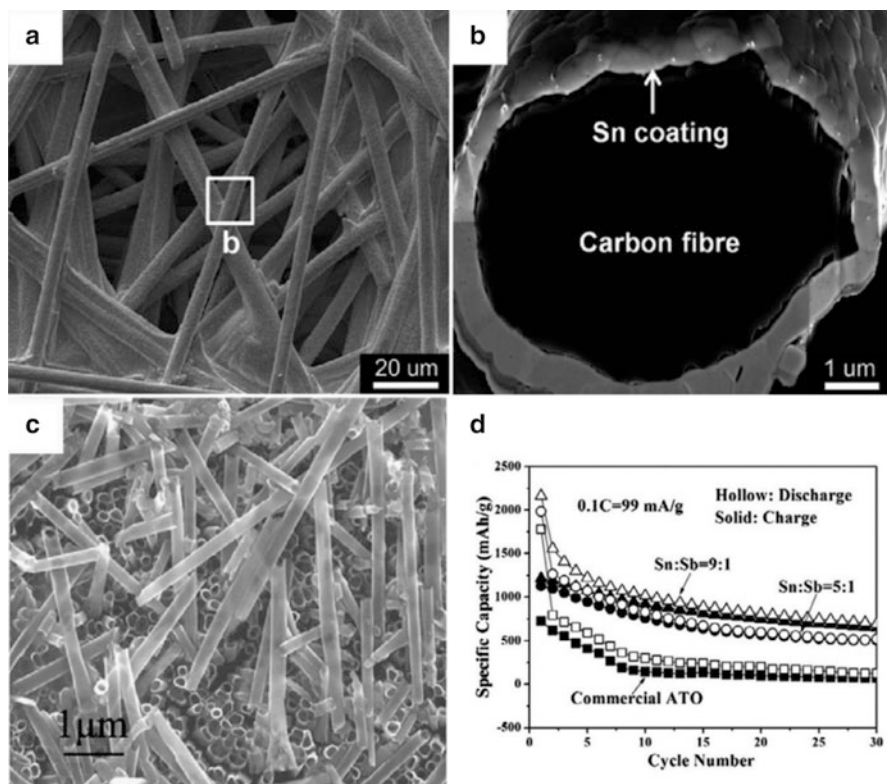 a
b
20 um
b
Sn coating
Carbon fibre
1 um
c
1μm
d
2500
2000
1500
1000
500
0
-500
Specific Capacity (mAh/g)
0.1C=99 mA/g
Hollow: Discharge
Solid: Charge
Sn:Sb=9:1
Sn:Sb=5:1
Commercial ATO
0 5 10 15 20 25 30
Cycle Number